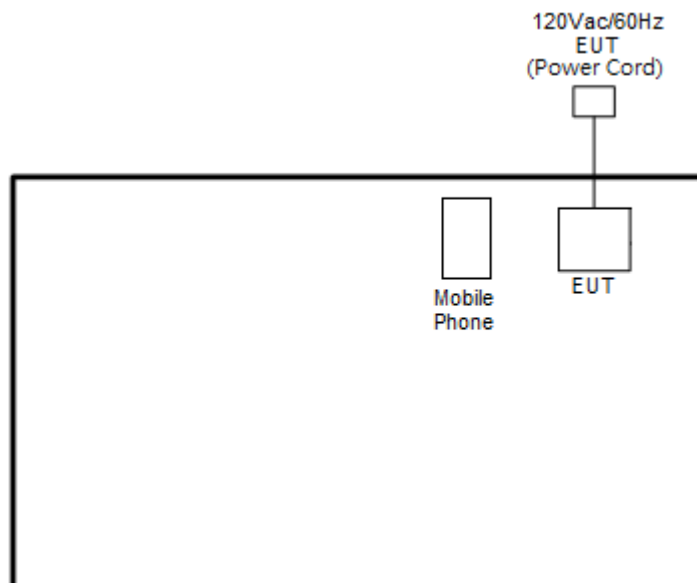 120Vac/60Hz
EUT
(Power Cord)
EUT
Mobile
Phone